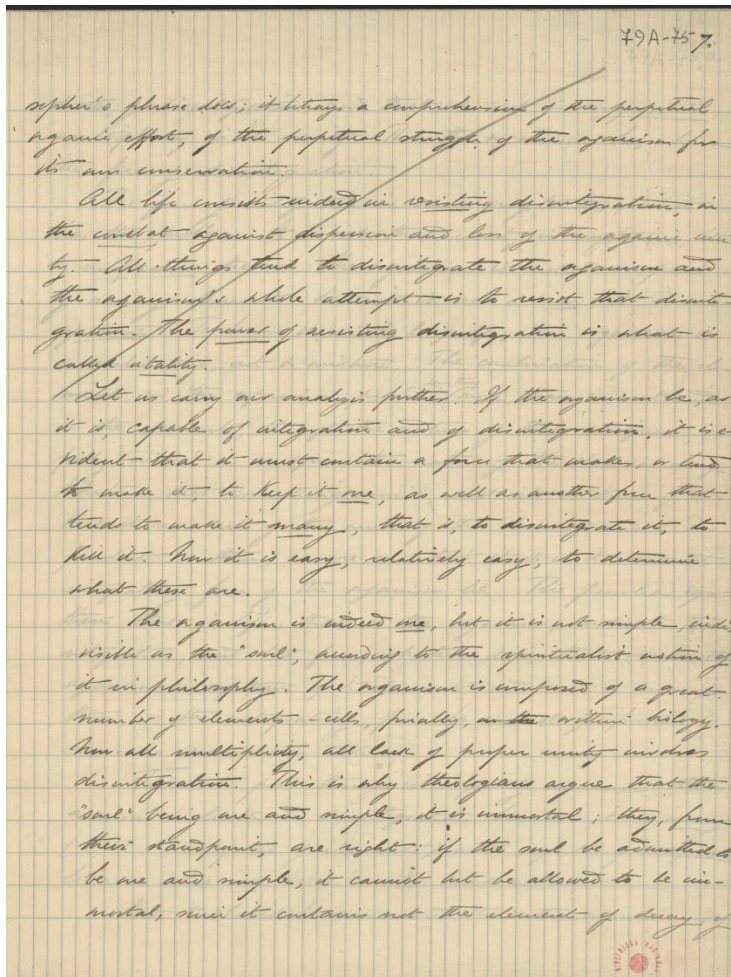 79A-75 7.
sopher's phrase does; it betrays a comprehension of the perpetual
organic effort, of the perpetual struggle of the organism for
its own conservation.
All life consists indeed in resisting disintegration, in
the combat against dispersion and loss of the organic uni-
ty. All things tend to disintegrate the organism and
the organism's whole attempt is to resist that disinte-
gration. The power of resisting disintegration is what is
called vitality.
Let us carry our analysis further. If the organism be, as
it is, capable of integration and of disintegration, it is e-
vident that it must contain a force that makes, or tend
to make it, to keep it one, as well as another force that
tends to make it many, that is, to disintegrate it, to
kill it. Now it is easy, relatively easy, to determine
what these are.
The organism is indeed one, but it is not simple, indi-
visible as the "soul", according to the spiritualist notion of
it in philosophy. The organism is composed of a great
number of elements - cells, finally, on the within biology.
Now all multiplicity, all lack of proper unity involves
disintegration. This is why theologians argue that the
"soul" being one and simple, it is immortal; they, from
their standpoint, are right: if the soul be admitted to
be one and simple, it cannot but be allowed to be im-
mortal, since it contains not the element of decay, of